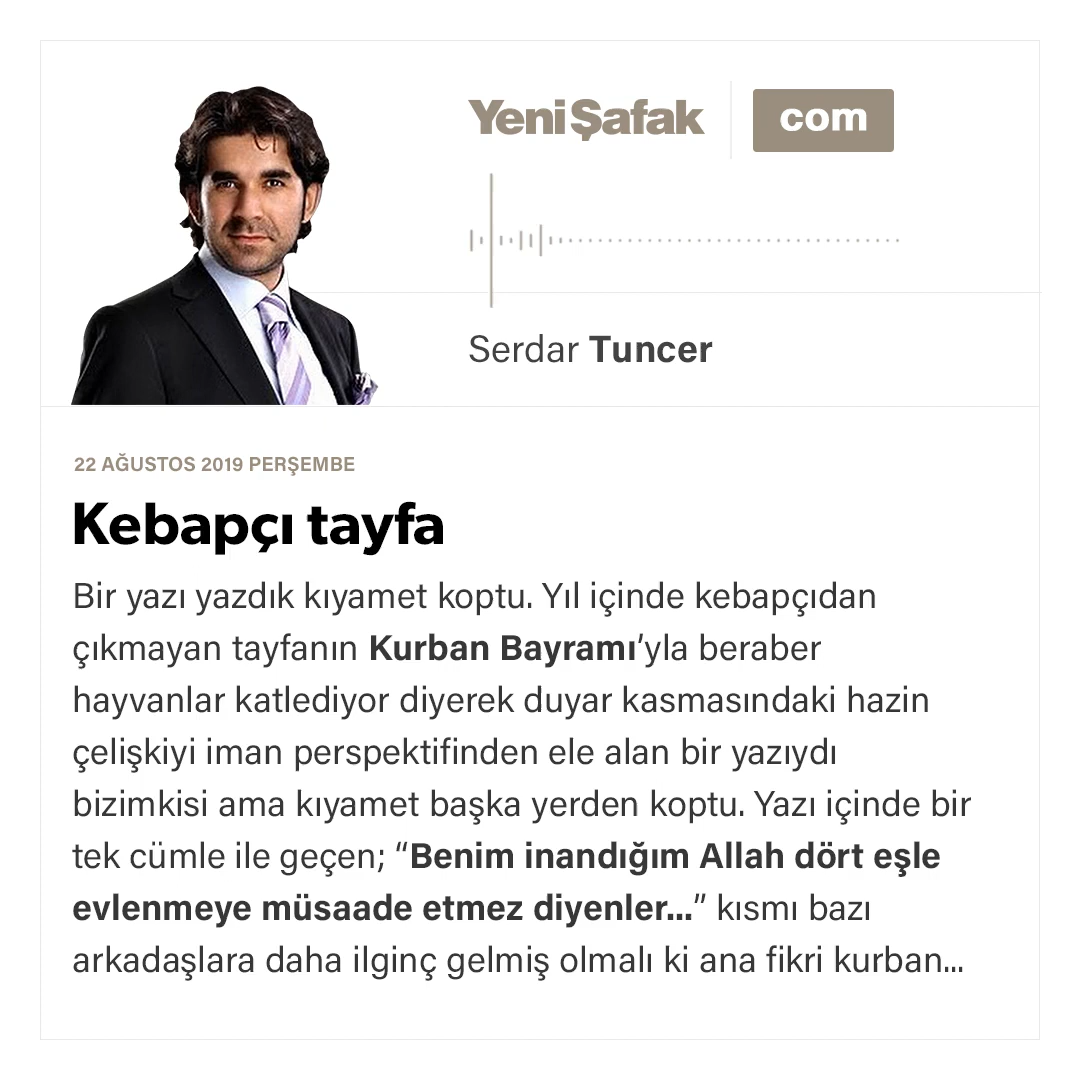 YeniŞafak com
Serdar Tuncer
22 AĞUSTOS 2019 PERŞEMBE
Kebapçı tayfa
Bir yazı yazdık kıyamet koptu. Yıl içinde kebapçıdan
çıkmayan tayfanın Kurban Bayramı’yla beraber
hayvanlar katlediyor diyerek duyar kasmasındaki hazin
çelişkiyi iman perspektifinden ele alan bir yazıydı
bizimkisi ama kıyamet başka yerden koptu. Yazı içinde bir
tek cümle ile geçen; “Benim inandığım Allah dört eşle
evlenmeye müsaade etmez diyenler...” kısmı bazı
arkadaşlara daha ilginç gelmiş olmalı ki ana fikri kurban...